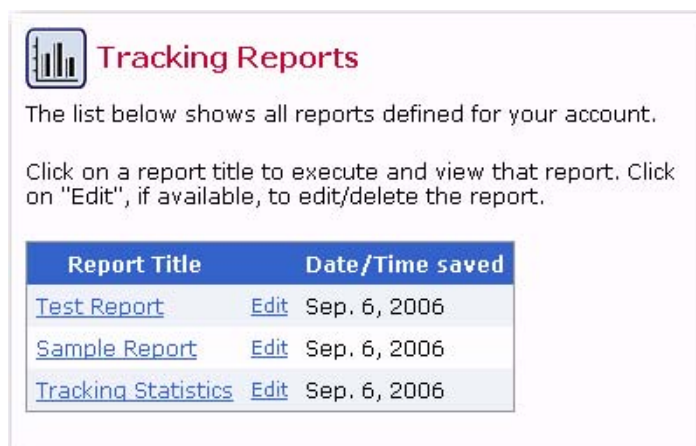 Tracking Reports
The list below shows all reports defined for your account.
Click on a report title to execute and view that report. Click
on "Edit", if available, to edit/delete the report.
Report Title Date/Time saved
Test Report Edit Sep. 6, 2006
Sample Report Edit Sep. 6, 2006
Tracking Statistics Edit Sep. 6, 2006